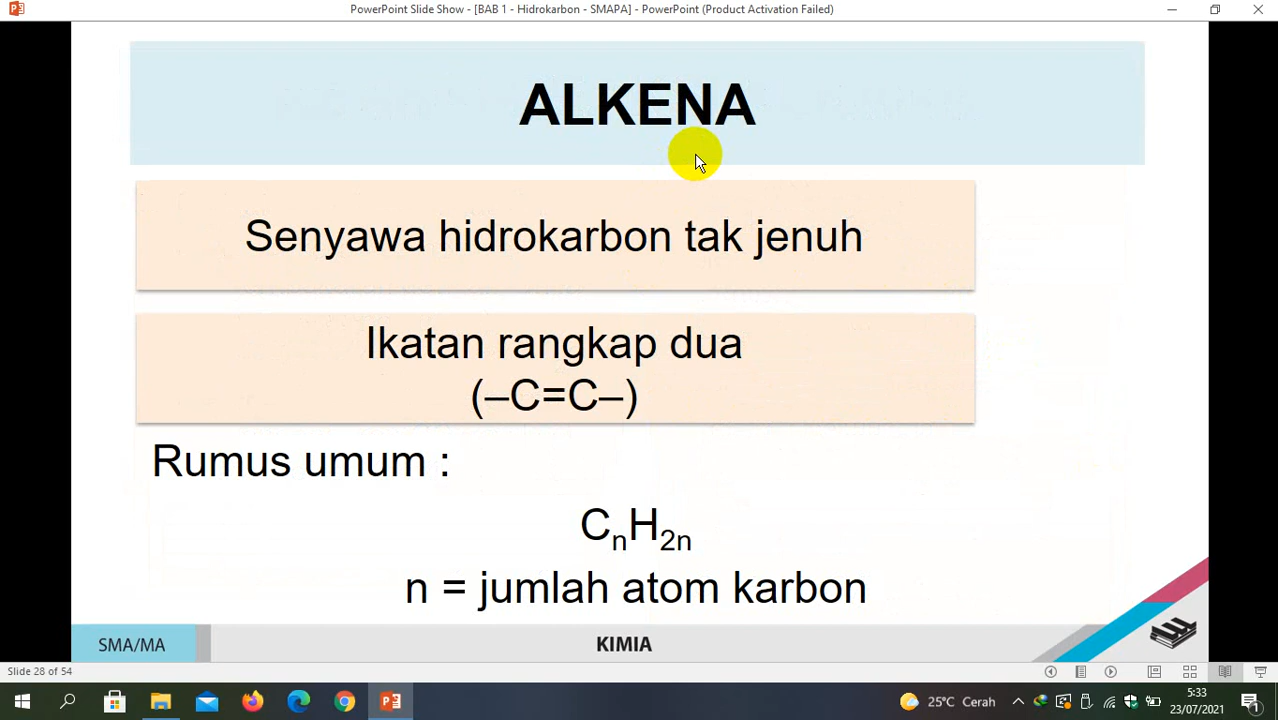 PowerPoint Slide Show - [BAB 1 - Hidrokarbon - SMAPA] - PowerPoint (Product Activation Failed)
ALKENA
Senyawa hidrokarbon tak jenuh
Ikatan rangkap dua
(–C=C–)
Rumus umum :
CnH2n
n = jumlah atom karbon
SMA/MA
KIMIA
Slide 28 of 54
25°C Cerah
5:33
23/07/2021
1